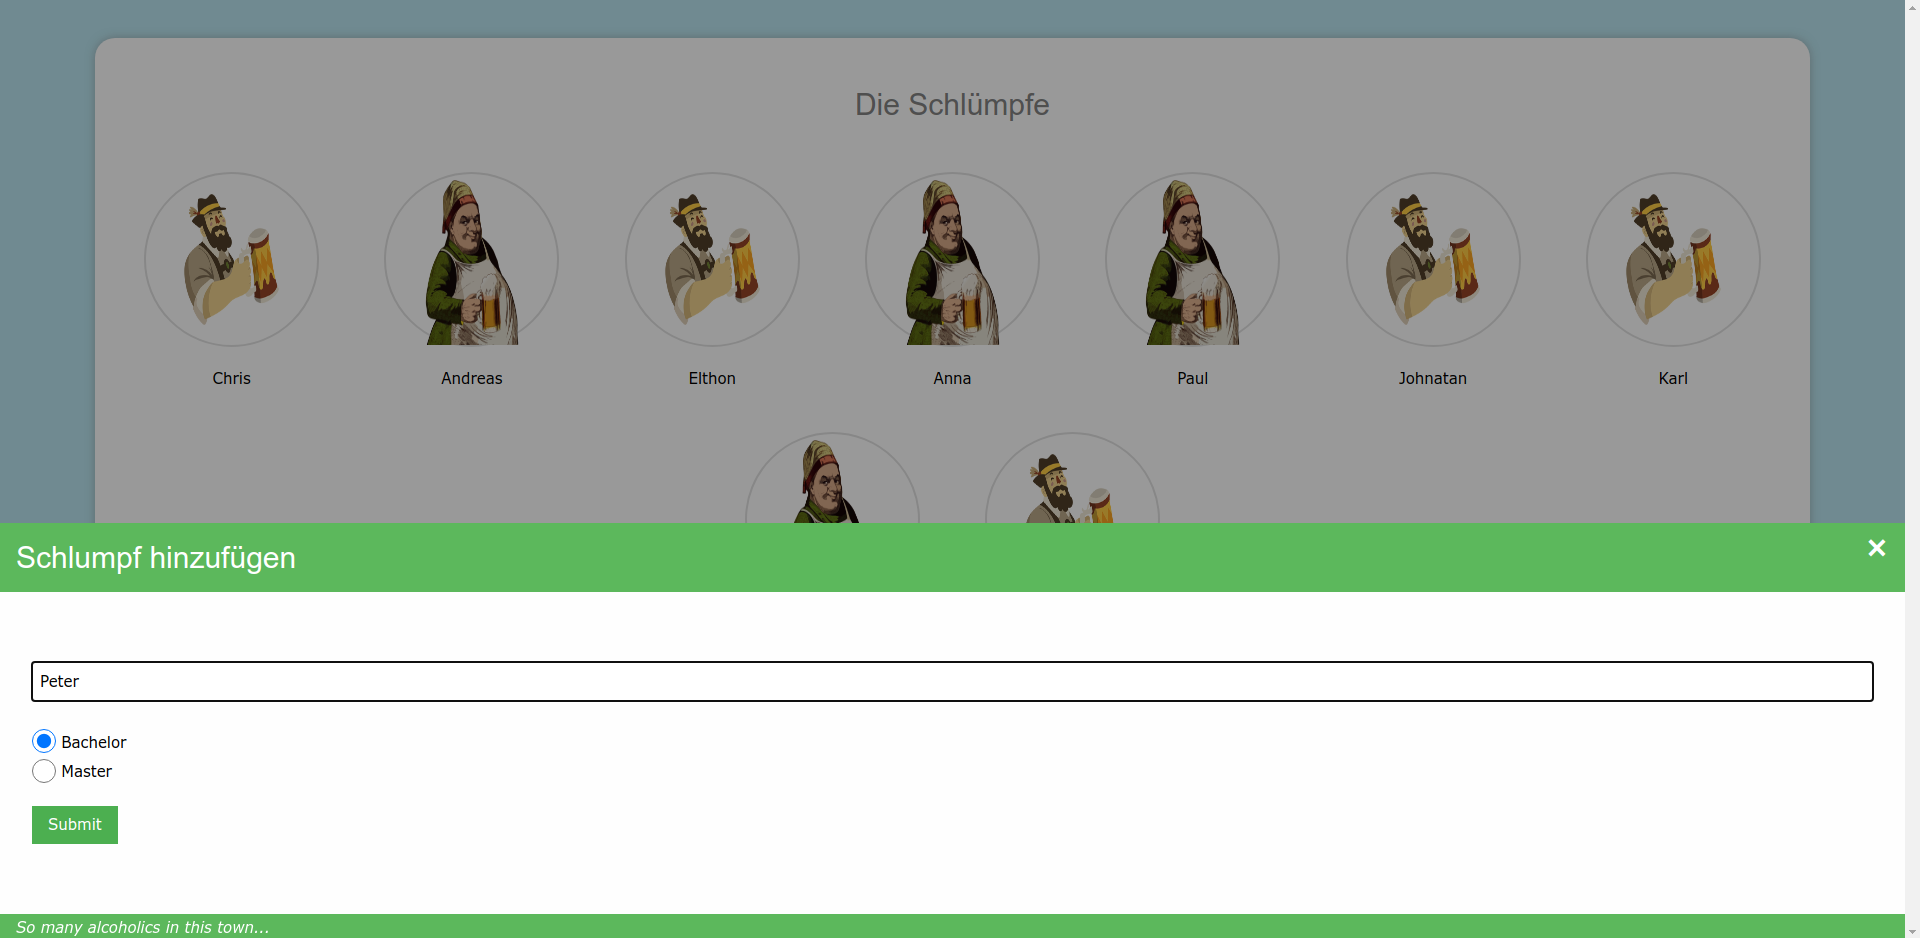 Die Schlümpfe
Chris Andreas Elthon Anna Paul Johnatan Karl
Schlumpf hinzufügen ×
Peter
Bachelor
Master
Submit
So many alcoholics in this town...